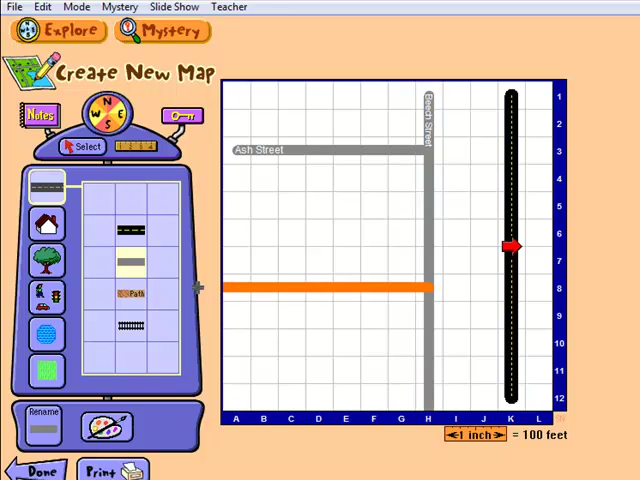 File Edit Mode Mystery Slide Show Teacher
Explore Mystery
Create New Map
Notes
N
W E
S
Select
Path
Rename
Done
Print
Beech Street
Ash Street
1
2
3
4
5
6
7
8
9
10
11
12
A B C D E F G H I J K L
1 inch = 100 feet